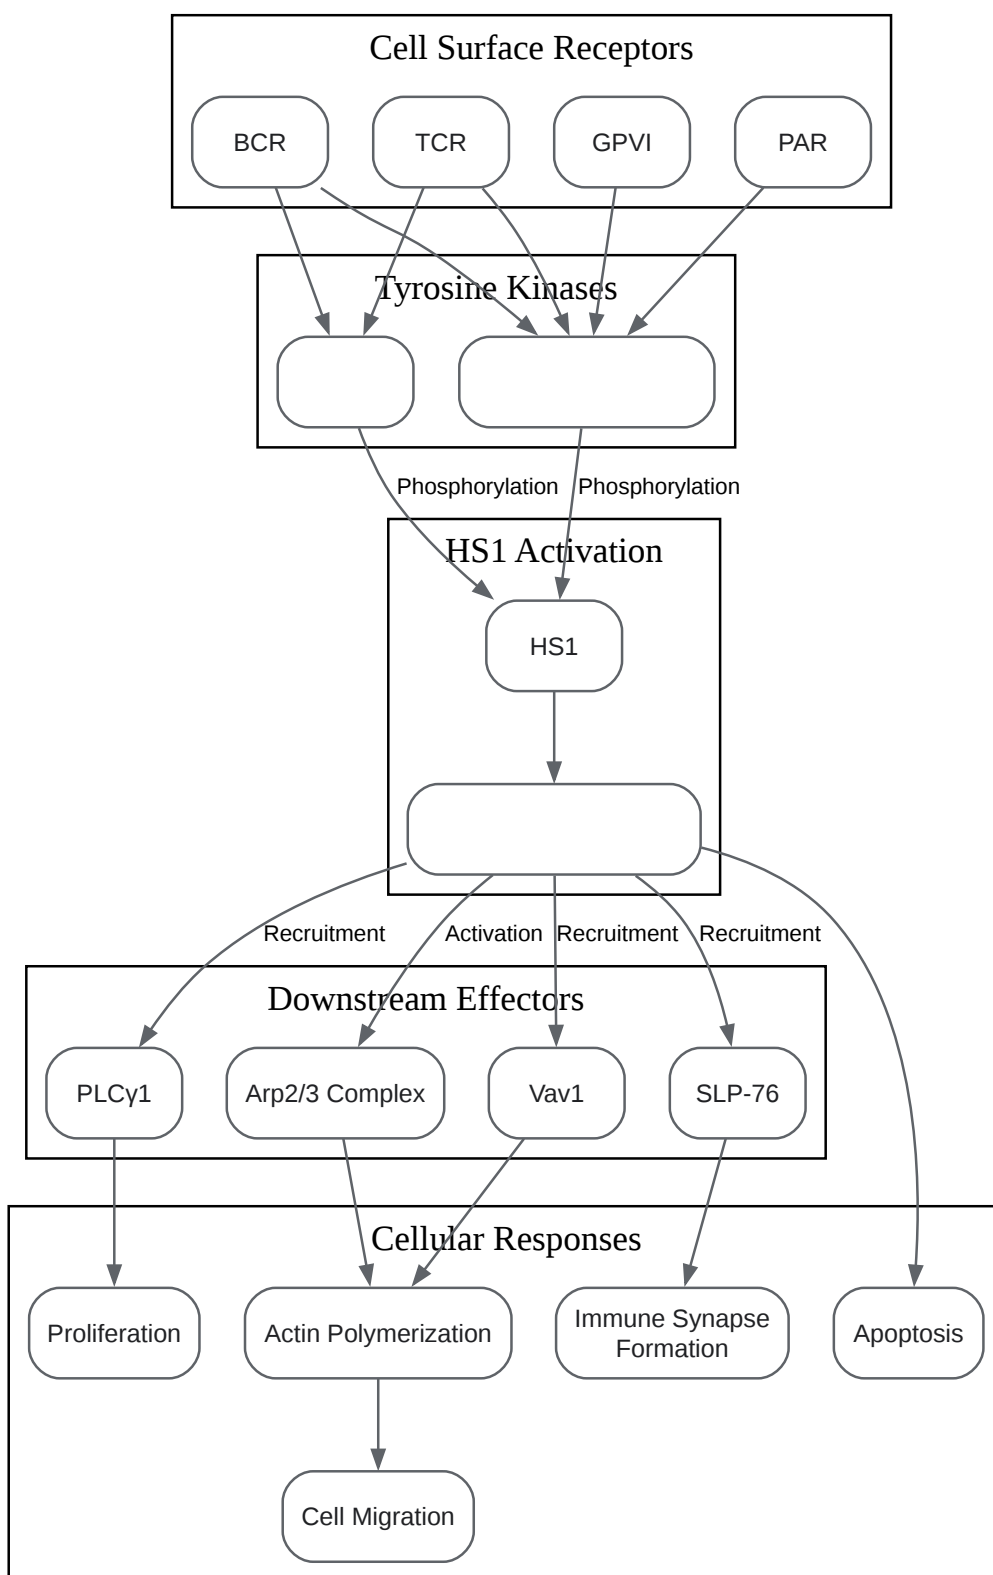 Cell Surface Receptors
BCR
TCR
GPVI
PAR
Tyrosine Kinases
Phosphorylation
Phosphorylation
HS1 Activation
HS1
Recruitment
Activation
Recruitment
Recruitment
Downstream Effectors
PLCγ1
Arp2/3 Complex
Vav1
SLP-76
Cellular Responses
Proliferation
Actin Polymerization
Immune Synapse
Formation
Apoptosis
Cell Migration